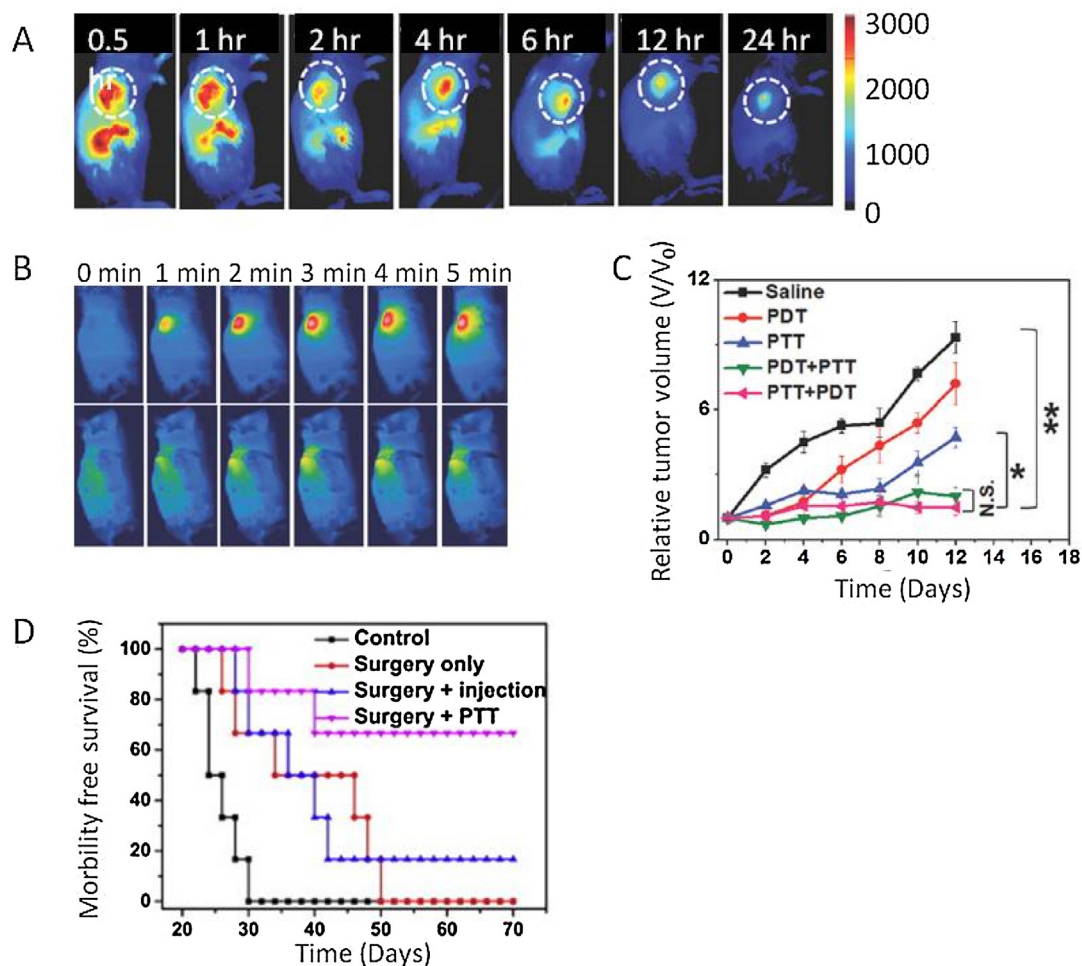 A
0.5 hr
1 hr
2 hr
4 hr
6 hr
12 hr
24 hr
3000
2000
1000
0
B
0 min 1 min 2 min 3 min 4 min 5 min
C
Relative tumor volume (V/V₀)
12
6
0
Saline
PDT
PTT
PDT+PTT
PTT+PDT
N.S.
*
**
0 2 4 6 8 10 12 14 16 18
Time (Days)
D
Morbility free survival (%)
100
80
60
40
20
0
Control
Surgery only
Surgery + injection
Surgery + PTT
20 30 40 50 60 70
Time (Days)